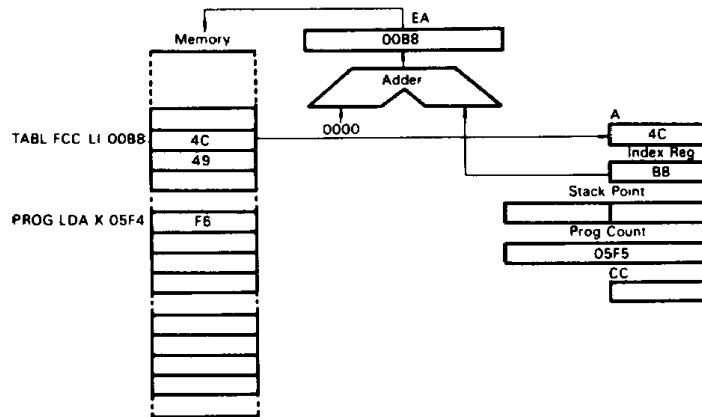 EA
00B8
Memory
Adder
0000
A
TABL FCC LI 00B8
4C
4C
Index Reg
49
B8
Stack Point
PROG LDA X 05F4
F6
Prog Count
05F5
CC